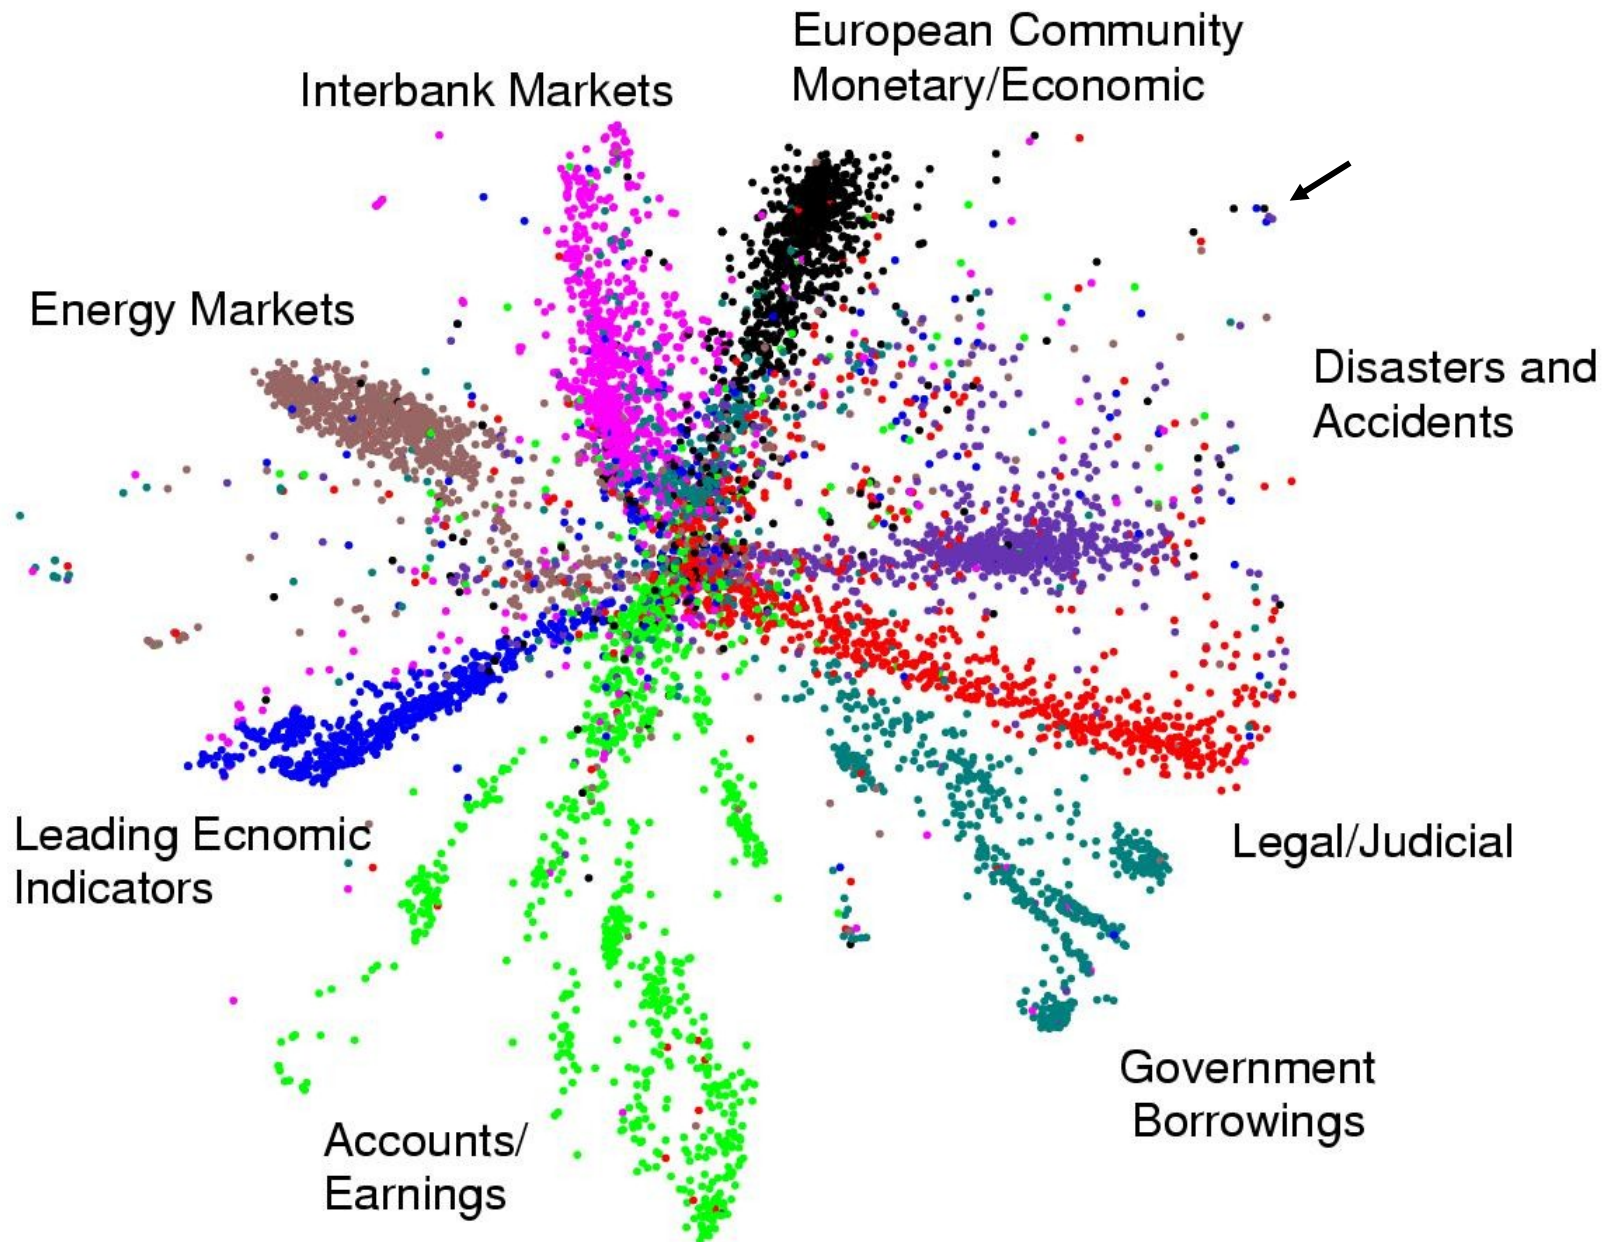 European Community
Monetary/Economic
Interbank Markets
Energy Markets
Disasters and
Accidents
Leading Ecnomic
Indicators
Legal/Judicial
Government
Borrowings
Accounts/
Earnings